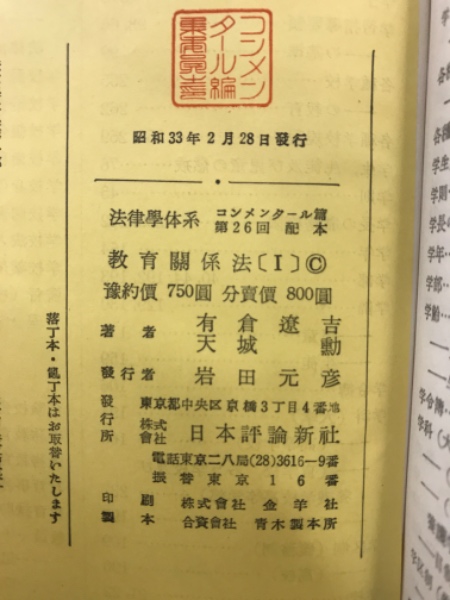 コンメン
タール編
昭和33年2月28日發行
法律學体系 コンメンタール篇
第26回 配本
教育關係法〔I〕©
豫約價 750圓 分賣價 800圓
著者 有倉遼吉
天城勳
發行者 岩田元彦
發行所 東京都中央区京橋3丁目4番地
株式會社 日本評論新社
電話東京二八局(28)3616-9番
振替東京16番
印刷 株式會社 金羊社
製本 合資會社 青木製本所
落丁本・亂丁本はお取替いたします